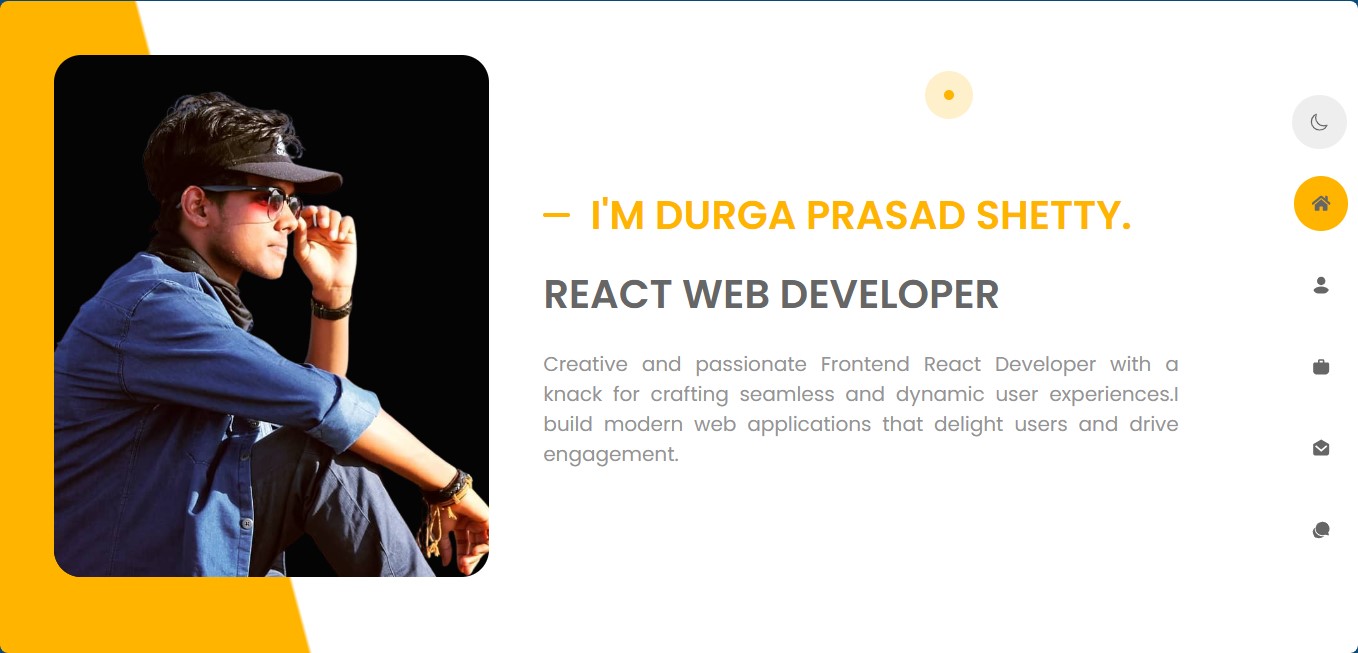 — I'M DURGA PRASAD SHETTY.
REACT WEB DEVELOPER
Creative and passionate Frontend React Developer with a
knack for crafting seamless and dynamic user experiences.I
build modern web applications that delight users and drive
engagement.